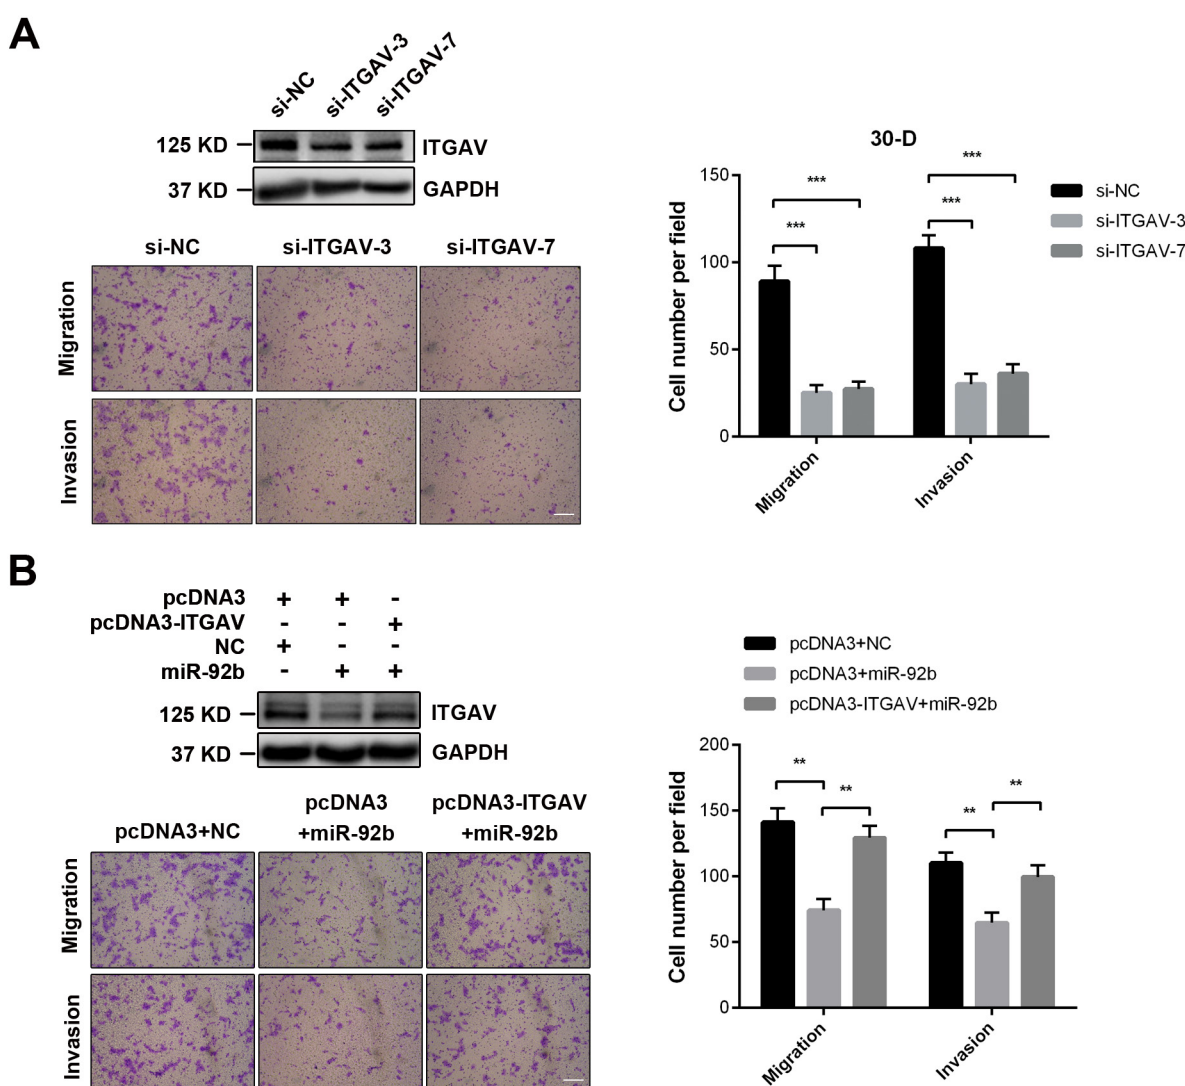 A
si-NC
si-ITGAV-3
si-ITGAV-7
125 KD
ITGAV
37 KD
GAPDH
si-NC si-ITGAV-3 si-ITGAV-7
Migration
Invasion
30-D
Cell number per field
150
100
50
0
***
***
***
***
Migration
Invasion
si-NC
si-ITGAV-3
si-ITGAV-7
B
pcDNA3 + + -
pcDNA3-ITGAV - - +
NC + - -
miR-92b - + +
125 KD
ITGAV
37 KD
GAPDH
pcDNA3+NC
pcDNA3
+miR-92b
pcDNA3-ITGAV
+miR-92b
Migration
Invasion
pcDNA3+NC
pcDNA3+miR-92b
pcDNA3-ITGAV+miR-92b
Cell number per field
200
150
100
50
0
**
**
**
**
Migration
Invasion